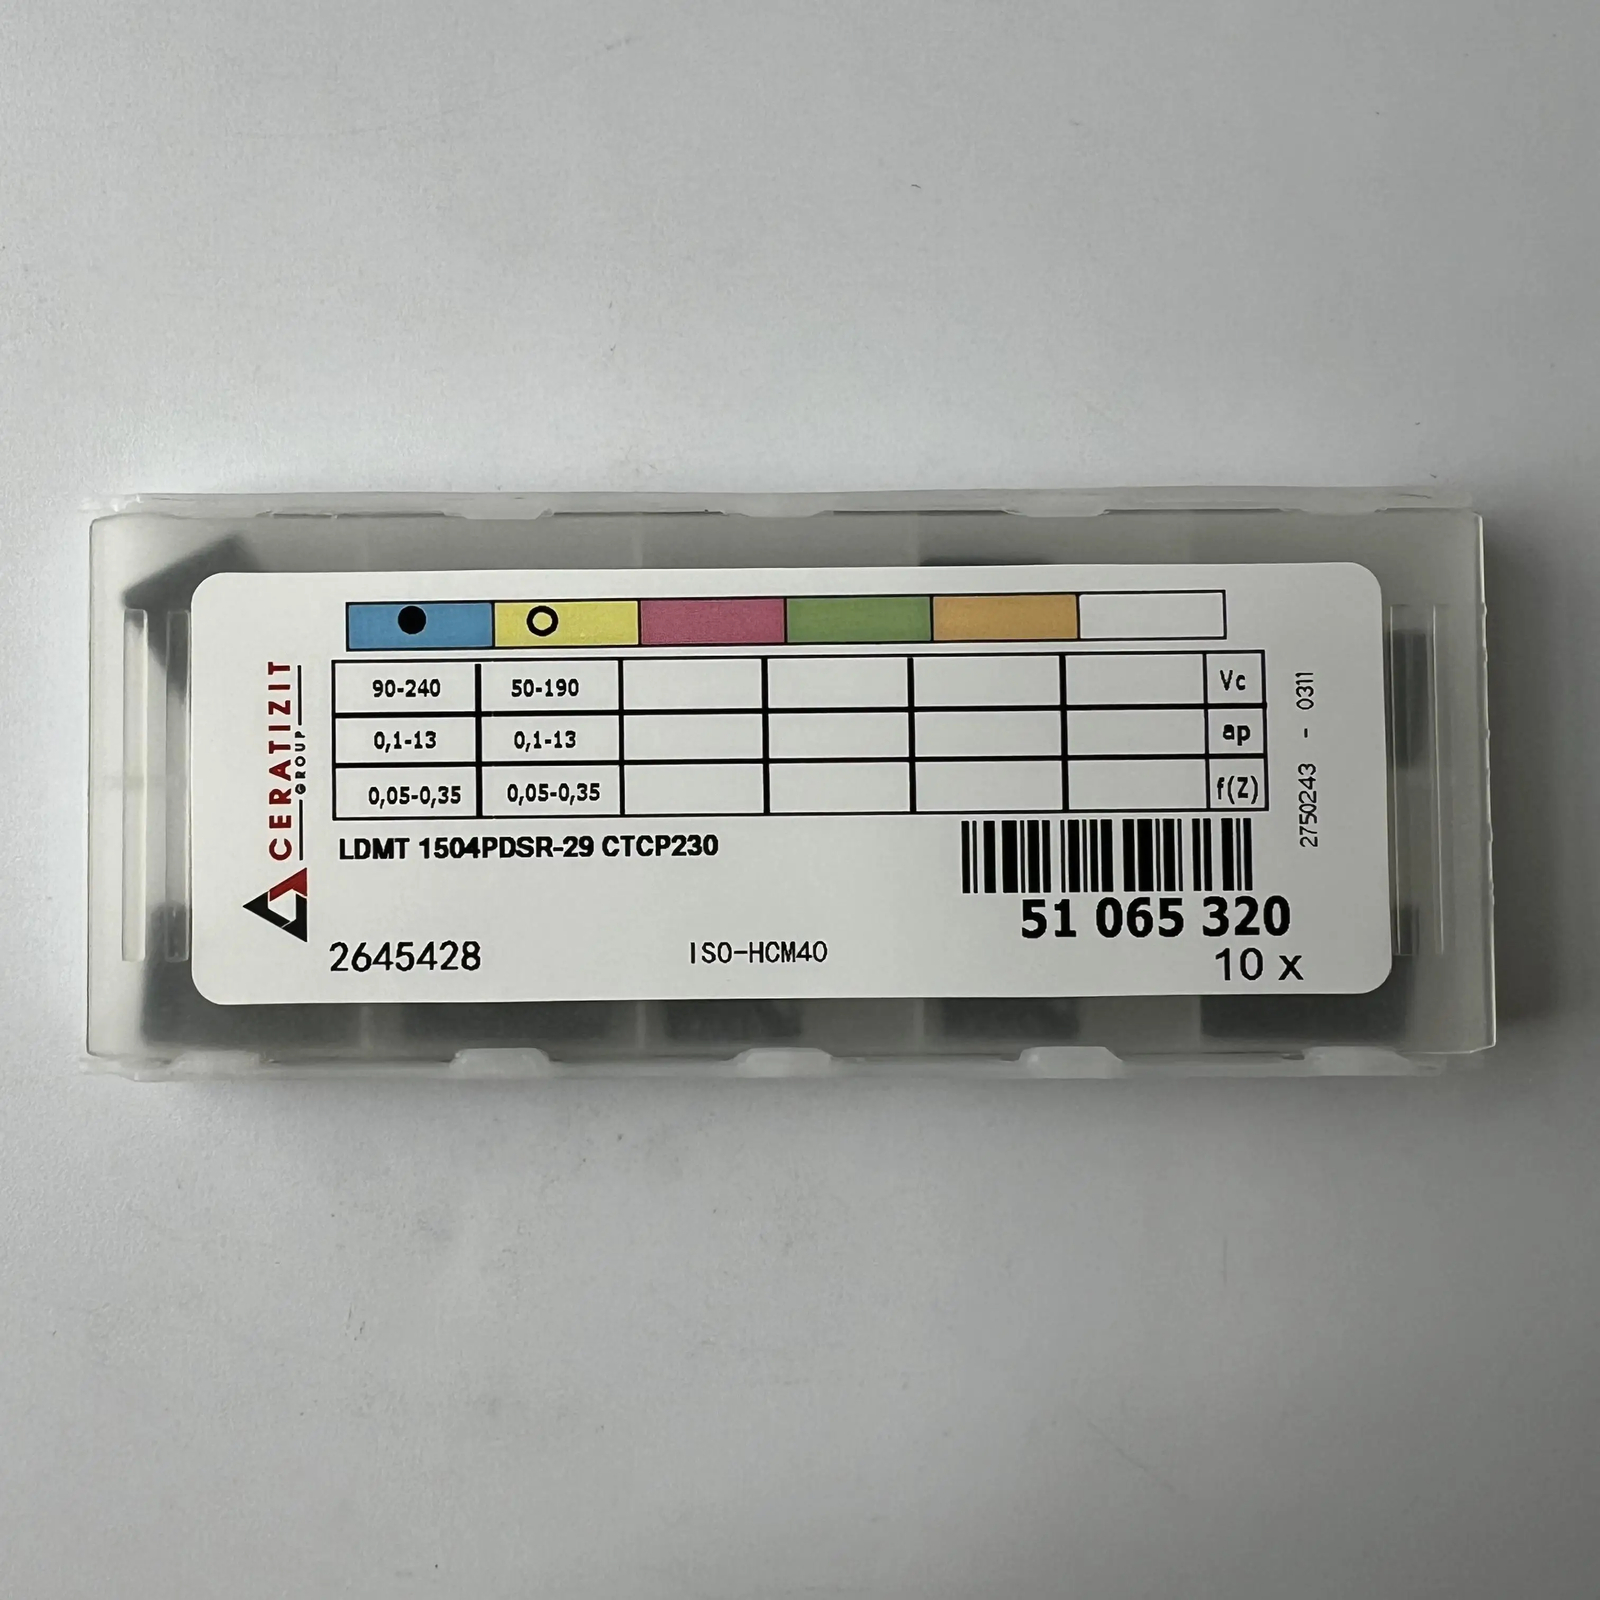 CERATIZIT
GROUP
90-240 50-190 Vc
0,1-13 0,1-13 ap
0,05-0,35 0,05-0,35 f(Z)
LDMT 1504PDSR-29 CTCP230
51 065 320
2645428 ISO-HCM40 10 x
2750243 - 0311